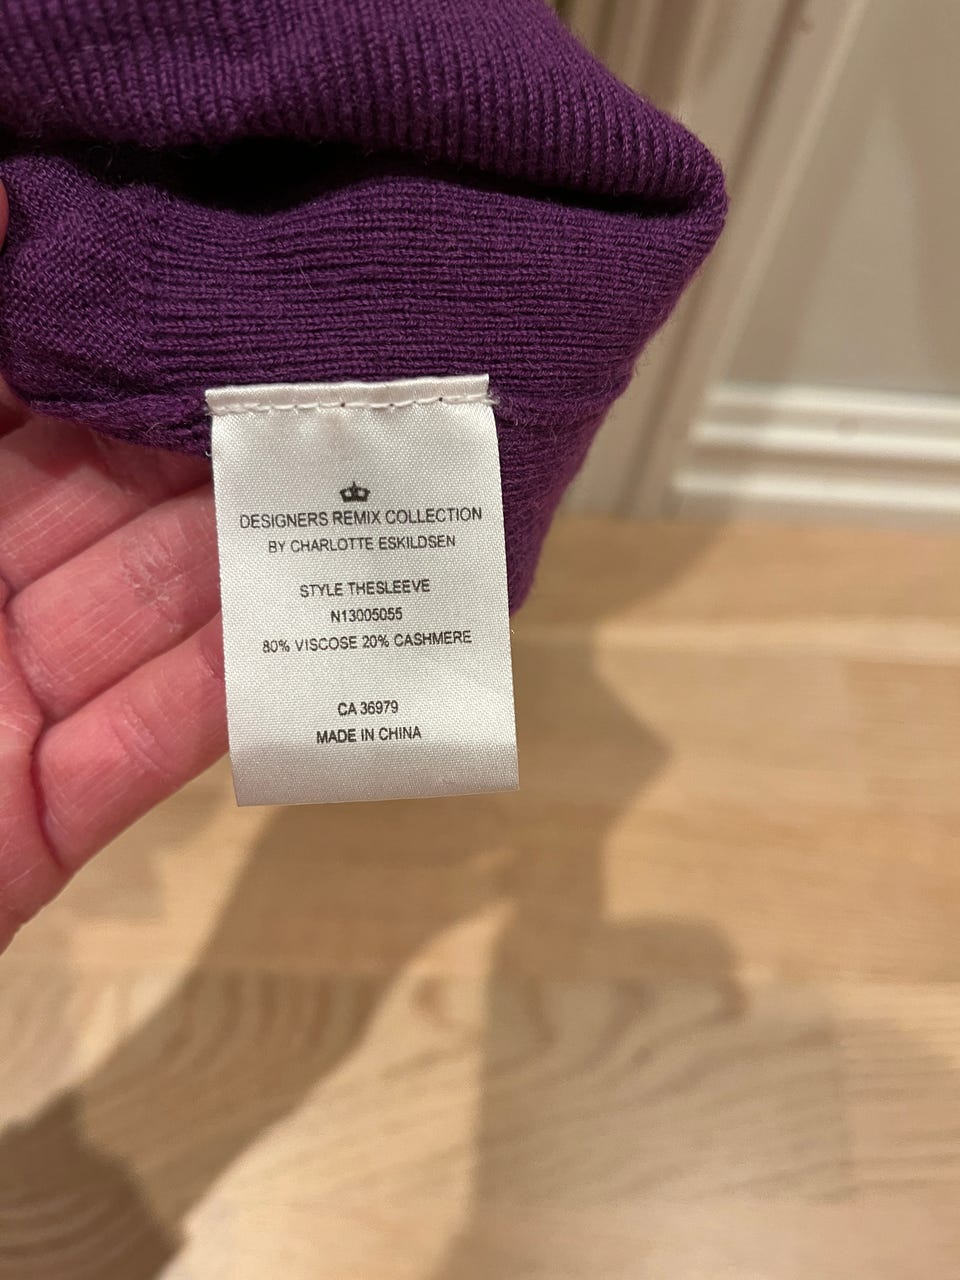 DESIGNERS REMIX COLLECTION
BY CHARLOTTE ESKILDSEN
STYLE THESLEEVE
N13005055
80% VISCOSE 20% CASHMERE
CA 36979
MADE IN CHINA